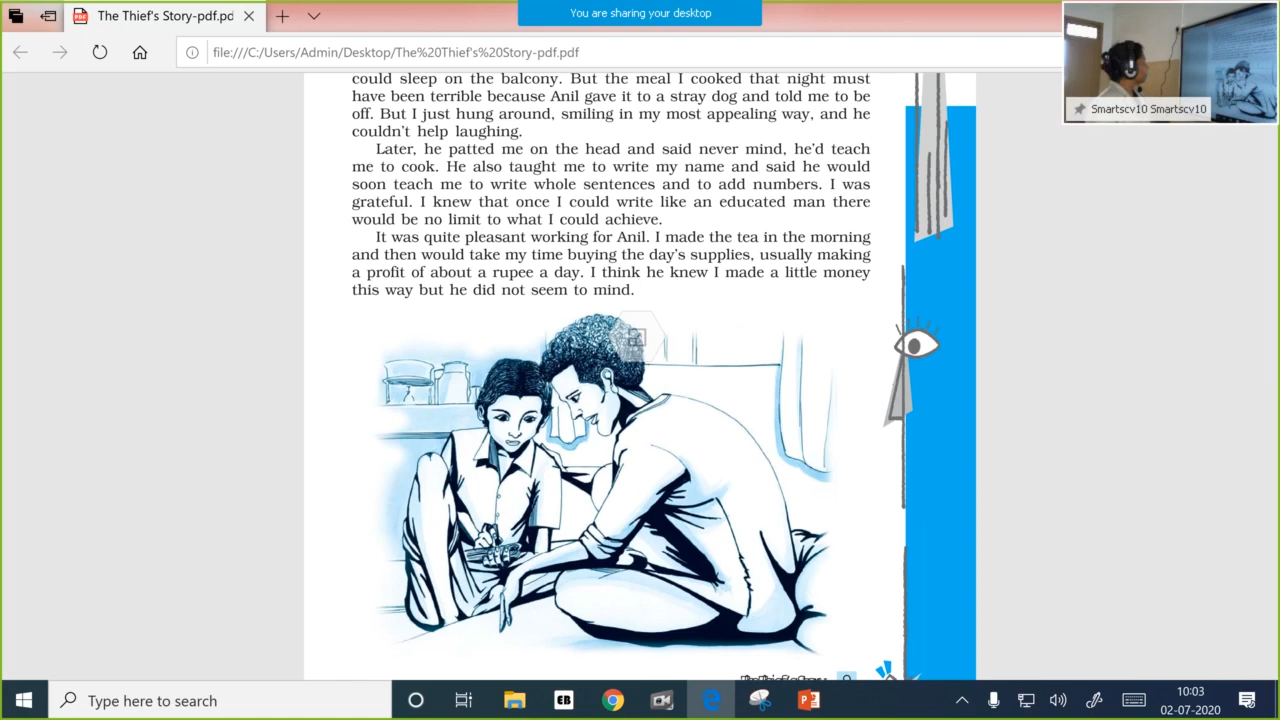 The Thief's Story-pdf.pd
You are sharing your desktop
file:///C:/Users/Admin/Desktop/The%20Thief's%20Story-pdf.pdf
Smartscv10 Smartscv10
could sleep on the balcony. But the meal I cooked that night must
have been terrible because Anil gave it to a stray dog and told me to be
off. But I just hung around, smiling in my most appealing way, and he
couldn't help laughing.
Later, he patted me on the head and said never mind, he'd teach
me to cook. He also taught me to write my name and said he would
soon teach me to write whole sentences and to add numbers. I was
grateful. I knew that once I could write like an educated man there
would be no limit to what I could achieve.
It was quite pleasant working for Anil. I made the tea in the morning
and then would take my time buying the day's supplies, usually making
a profit of about a rupee a day. I think he knew I made a little money
this way but he did not seem to mind.
Type here to search
EB
10:03
02-07-2020